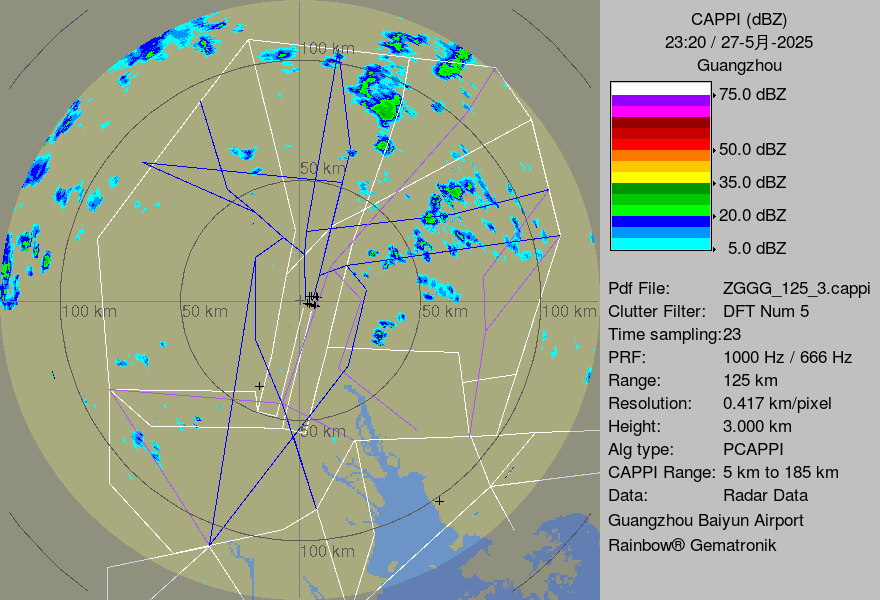 CAPPI (dBZ)
23:20 / 27-5月-2025
Guangzhou
75.0 dBZ
50.0 dBZ
35.0 dBZ
20.0 dBZ
5.0 dBZ
Pdf File: ZGGG_125_3.cappi
Clutter Filter: DFT Num 5
Time sampling:23
PRF: 1000 Hz / 666 Hz
Range: 125 km
Resolution: 0.417 km/pixel
Height: 3.000 km
Alg type: PCAPPI
CAPPI Range: 5 km to 185 km
Data: Radar Data
Guangzhou Baiyun Airport
Rainbow® Gematronik
100 km
50 km
100 km
50 km
50 km
100 km
50 km
100 km